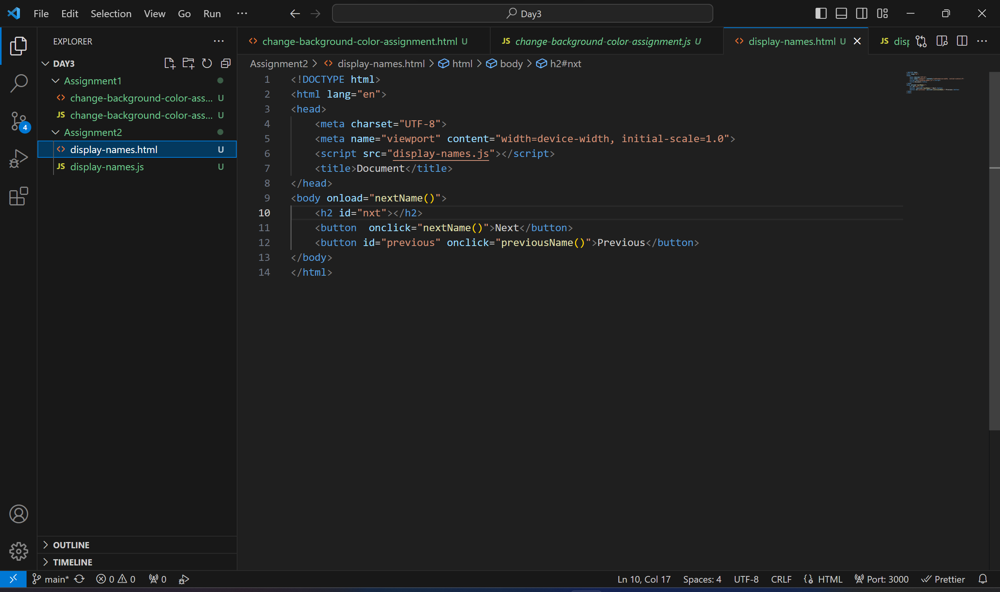 File Edit Selection View Go Run ··· Day3
EXPLORER ···
DAY3
Assignment1
change-background-color-ass... U
JS change-background-color-ass... U
Assignment2
display-names.html U
JS display-names.js U
OUTLINE
TIMELINE
change-background-color-assignment.html U JS change-background-color-assignment.js U display-names.html U JS disp
Assignment2 > display-names.html > html > body > h2#nxt
1 <!DOCTYPE html>
2 <html lang="en">
3 <head>
4 <meta charset="UTF-8">
5 <meta name="viewport" content="width=device-width, initial-scale=1.0">
6 <script src="display-names.js"></script>
7 <title>Document</title>
8 </head>
9 <body onload="nextName()">
10 <h2 id="nxt"></h2>
11 <button  onclick="nextName()">Next</button>
12 <button id="previous" onclick="previousName()">Previous</button>
13 </body>
14 </html>
4
main* 0 0 0 Ln 10, Col 17 Spaces: 4 UTF-8 CRLF HTML Port: 3000 Prettier